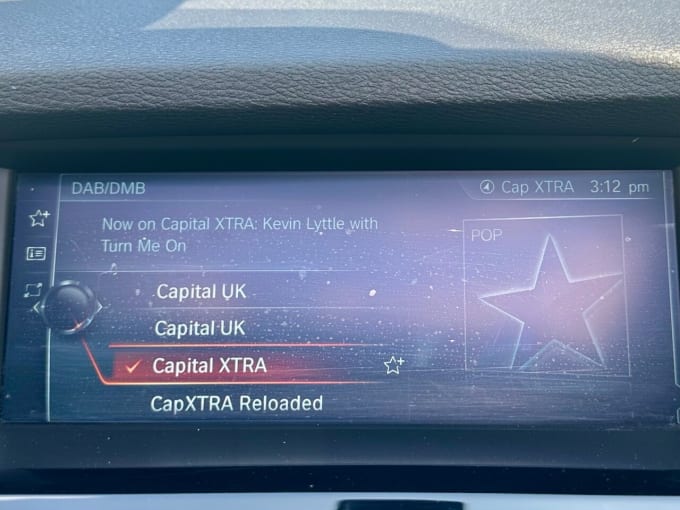 DAB/DMB
Cap XTRA 3:12 pm
Now on Capital XTRA: Kevin Lyttle with
Turn Me On
POP
Capital UK
Capital UK
Capital XTRA
CapXTRA Reloaded